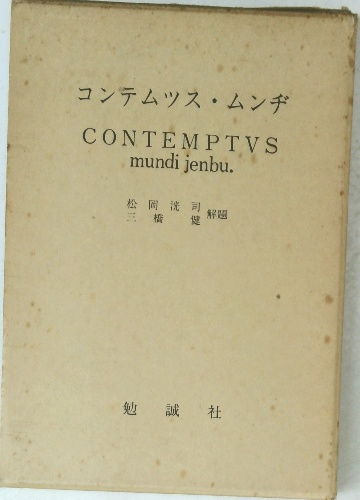 コンテムツス・ムンヂ
CONTEMPTVS
mundi jenbu.
松岡洸司
三橋健
解題
勉誠社